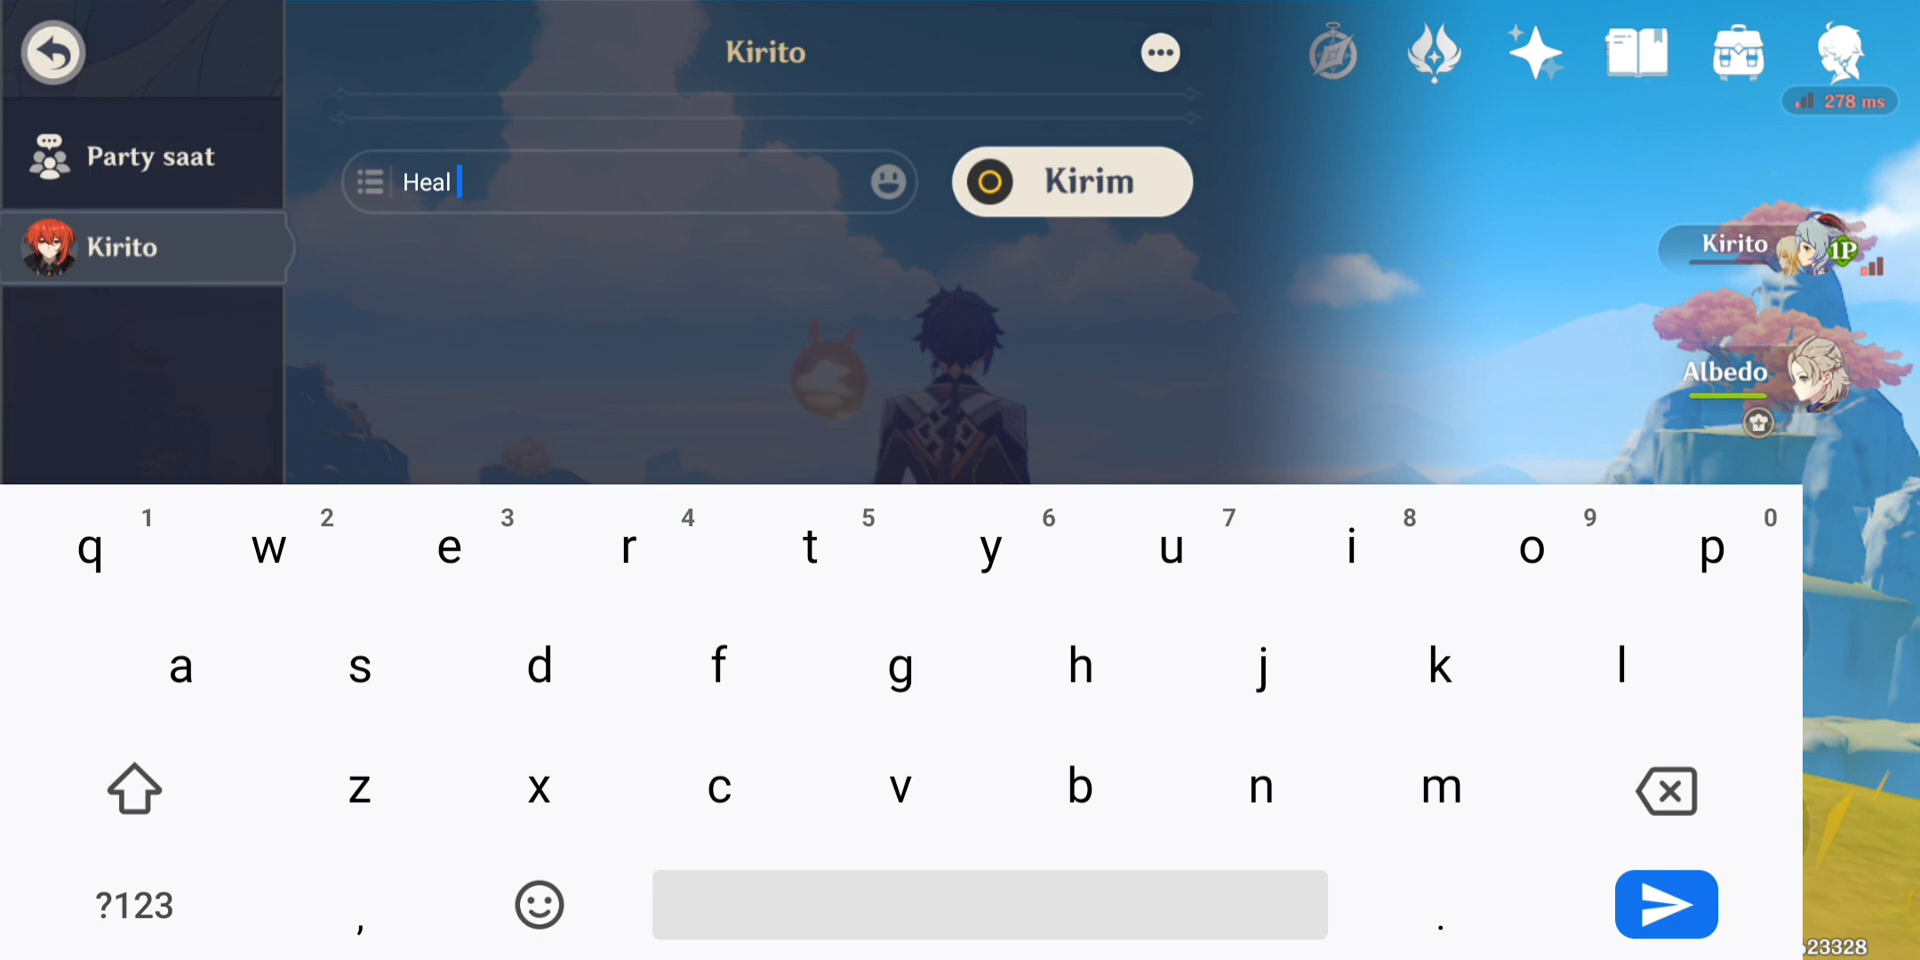 Kirito
278 ms
Party saat
Heal
Kirim
Kirito
Kirito
1P
Albedo
1 2 3 4 5 6 7 8 9 0
q w e r t y u i o p
a s d f g h j k l
z x c v b n m
?123 , .
23328